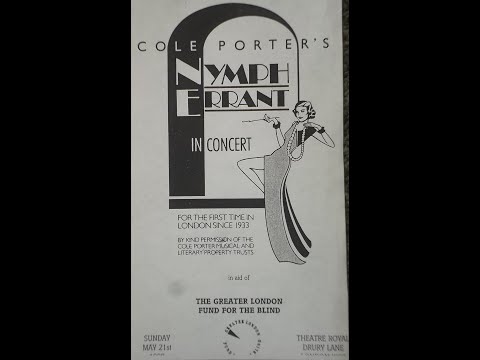 COLE PORTER'S
NYMPH
ERRANT
IN CONCERT
FOR THE FIRST TIME IN
LONDON SINCE 1933
BY KIND PERMISSION OF THE
COLE PORTER MUSICAL AND
LITERARY PROPERTY TRUSTS
in aid of
THE GREATER LONDON
FUND FOR THE BLIND
GREATER LONDON
SUNDAY
MAY 21st
THEATRE ROYAL
DRURY LANE